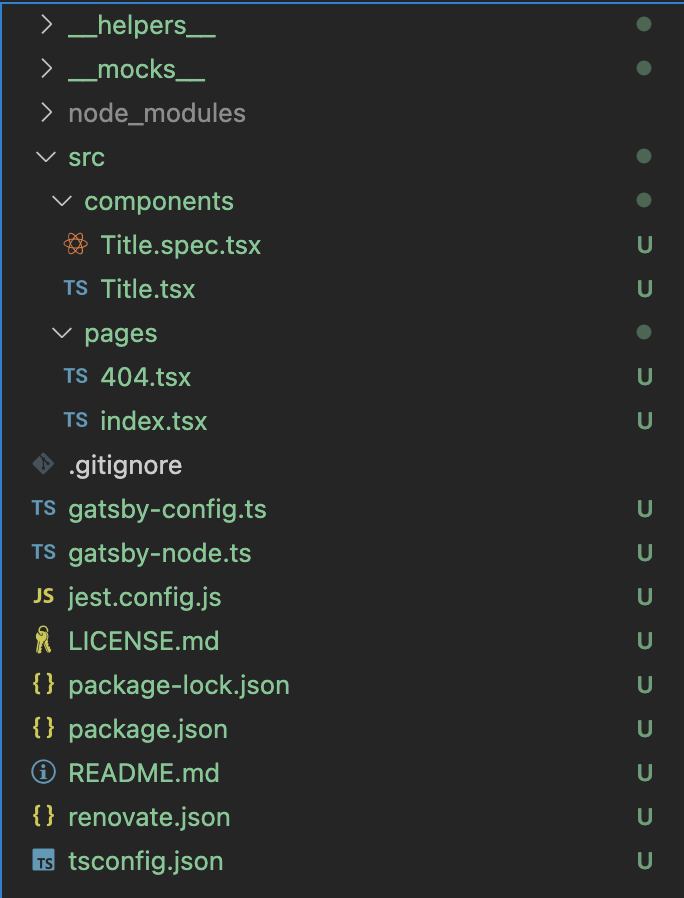 __helpers__
__mocks__
node_modules
src
components
Title.spec.tsx U
TS Title.tsx U
pages
TS 404.tsx U
TS index.tsx U
.gitignore
TS gatsby-config.ts U
TS gatsby-node.ts U
JS jest.config.js U
LICENSE.md U
{} package-lock.json U
{} package.json U
README.md U
{} renovate.json U
TS tsconfig.json U